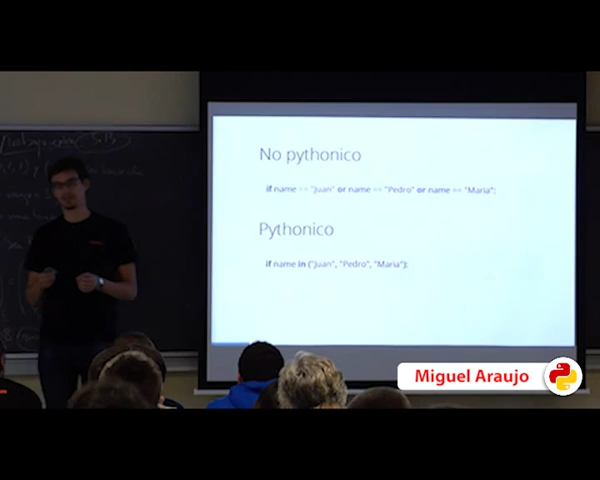 No pythonico
if name == "Juan" or name == "Pedro" or name == "Maria":
Pythonico
if name in ("Juan", "Pedro", "Maria"):
Miguel Araujo